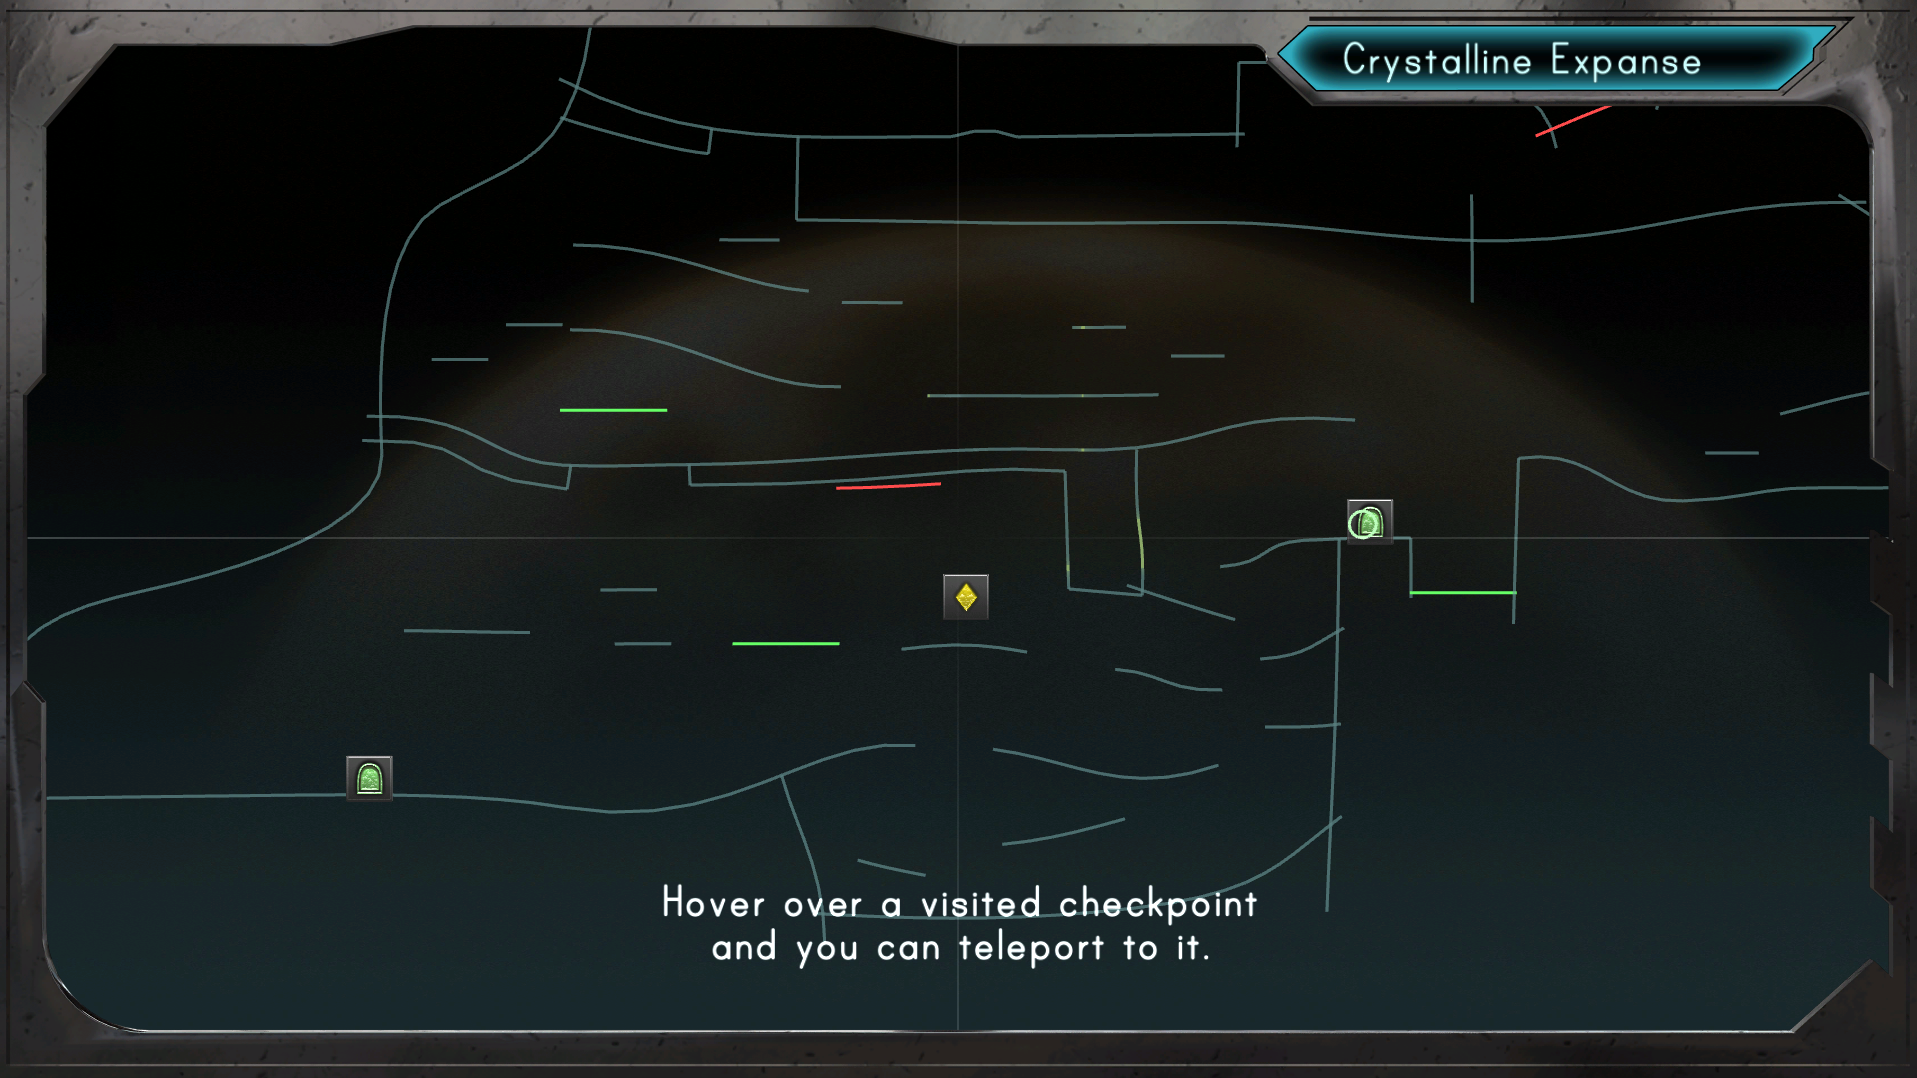 Crystalline Expanse
Hover over a visited checkpoint
and you can teleport to it.